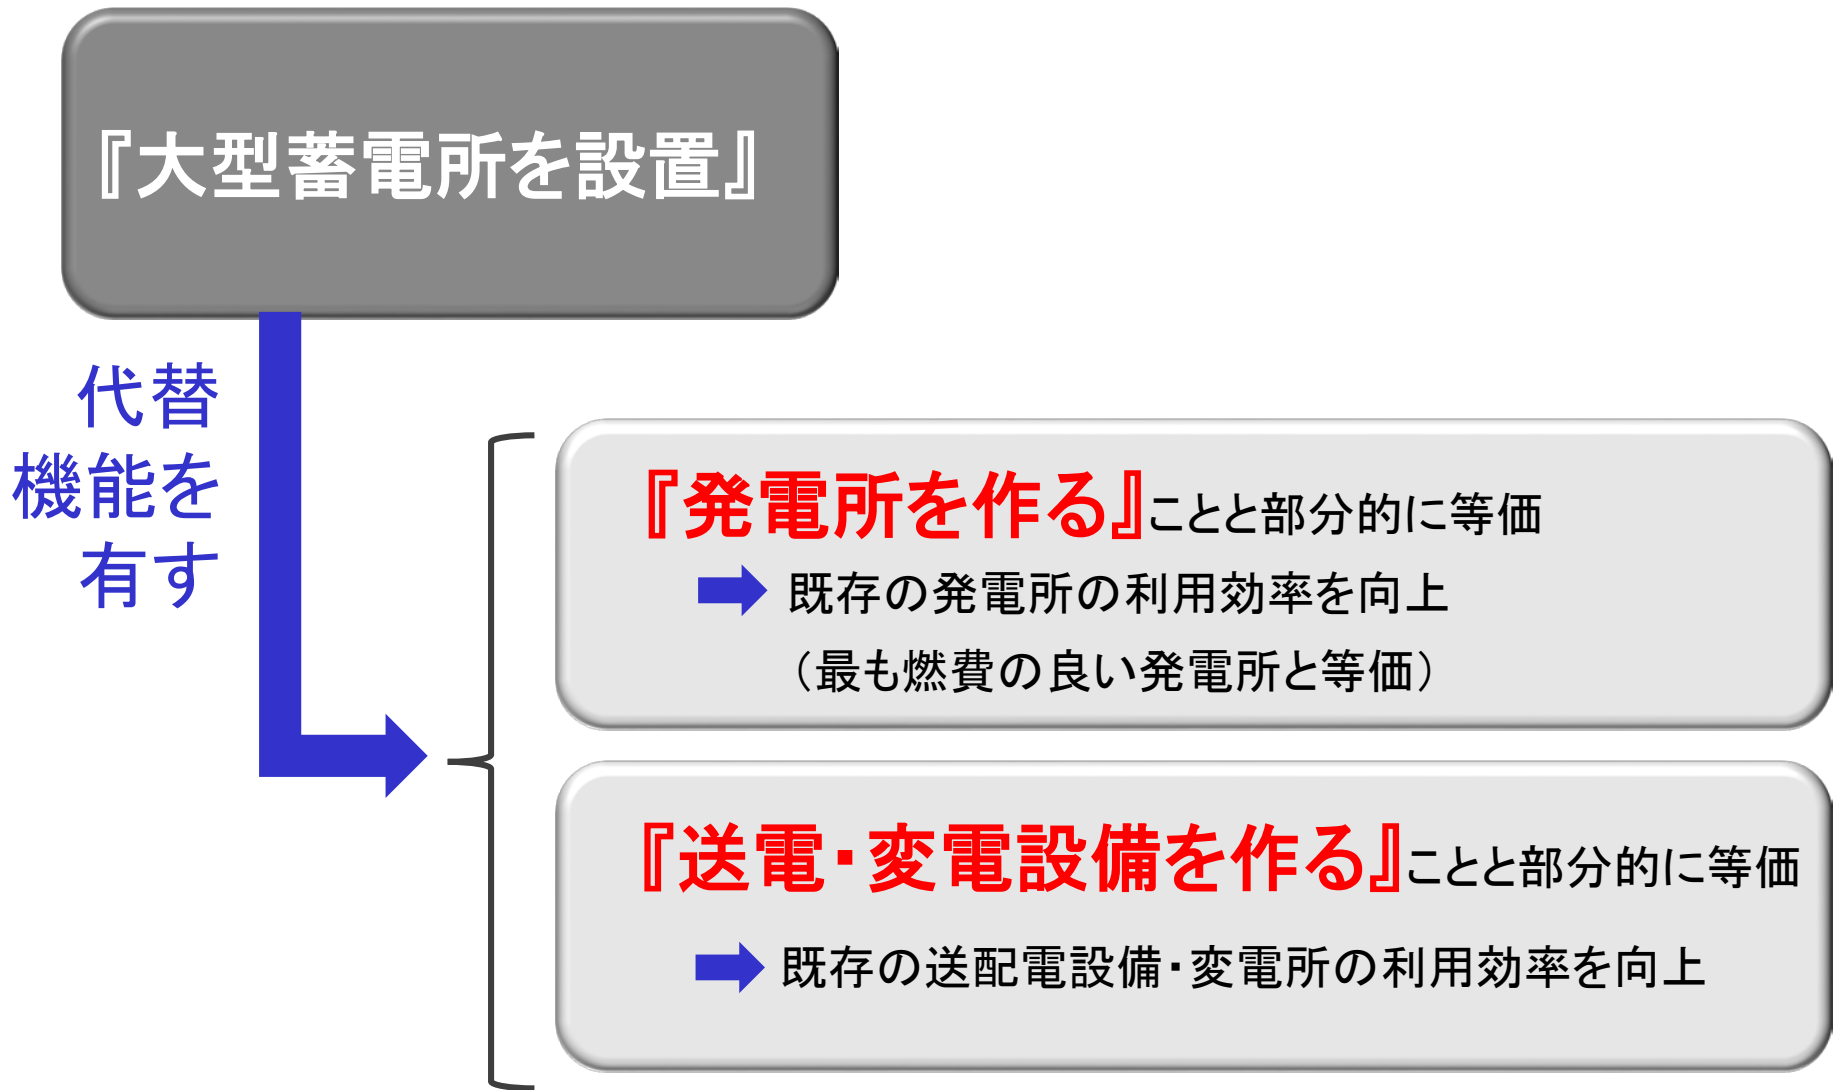 『大型蓄電所を設置』
代替
機能を
有す
『発電所を作る』ことと部分的に等価
既存の発電所の利用効率を向上
（最も燃費の良い発電所と等価）
『送電・変電設備を作る』ことと部分的に等価
既存の送配電設備・変電所の利用効率を向上